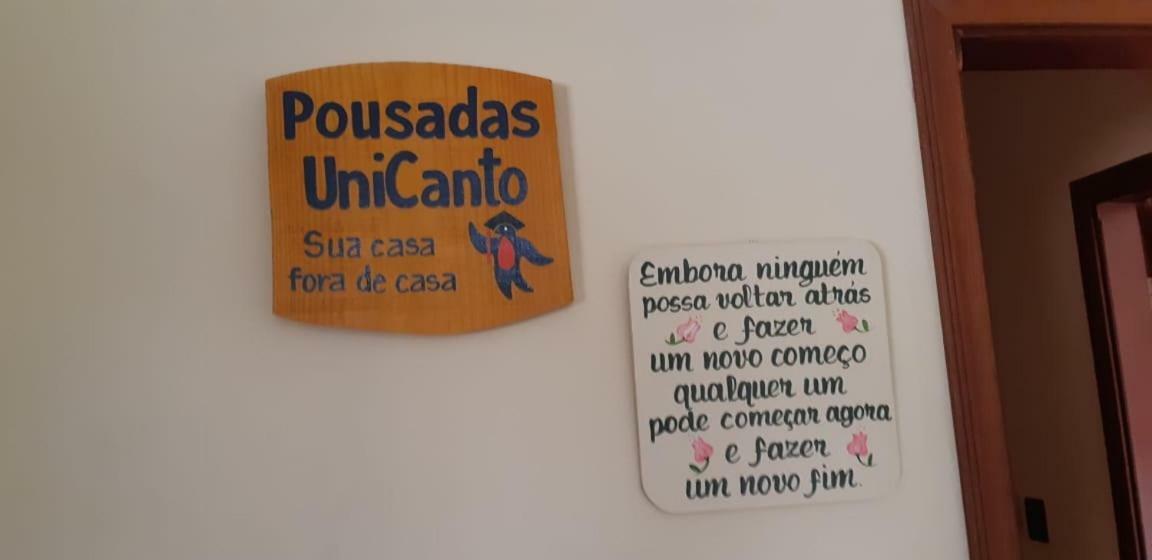 Pousadas
UniCanto
Sua casa
fora de casa
Embora ninguém
possa voltar atrás
e fazer
um novo começo
qualquer um
pode começar agora
e fazer
um novo fim.